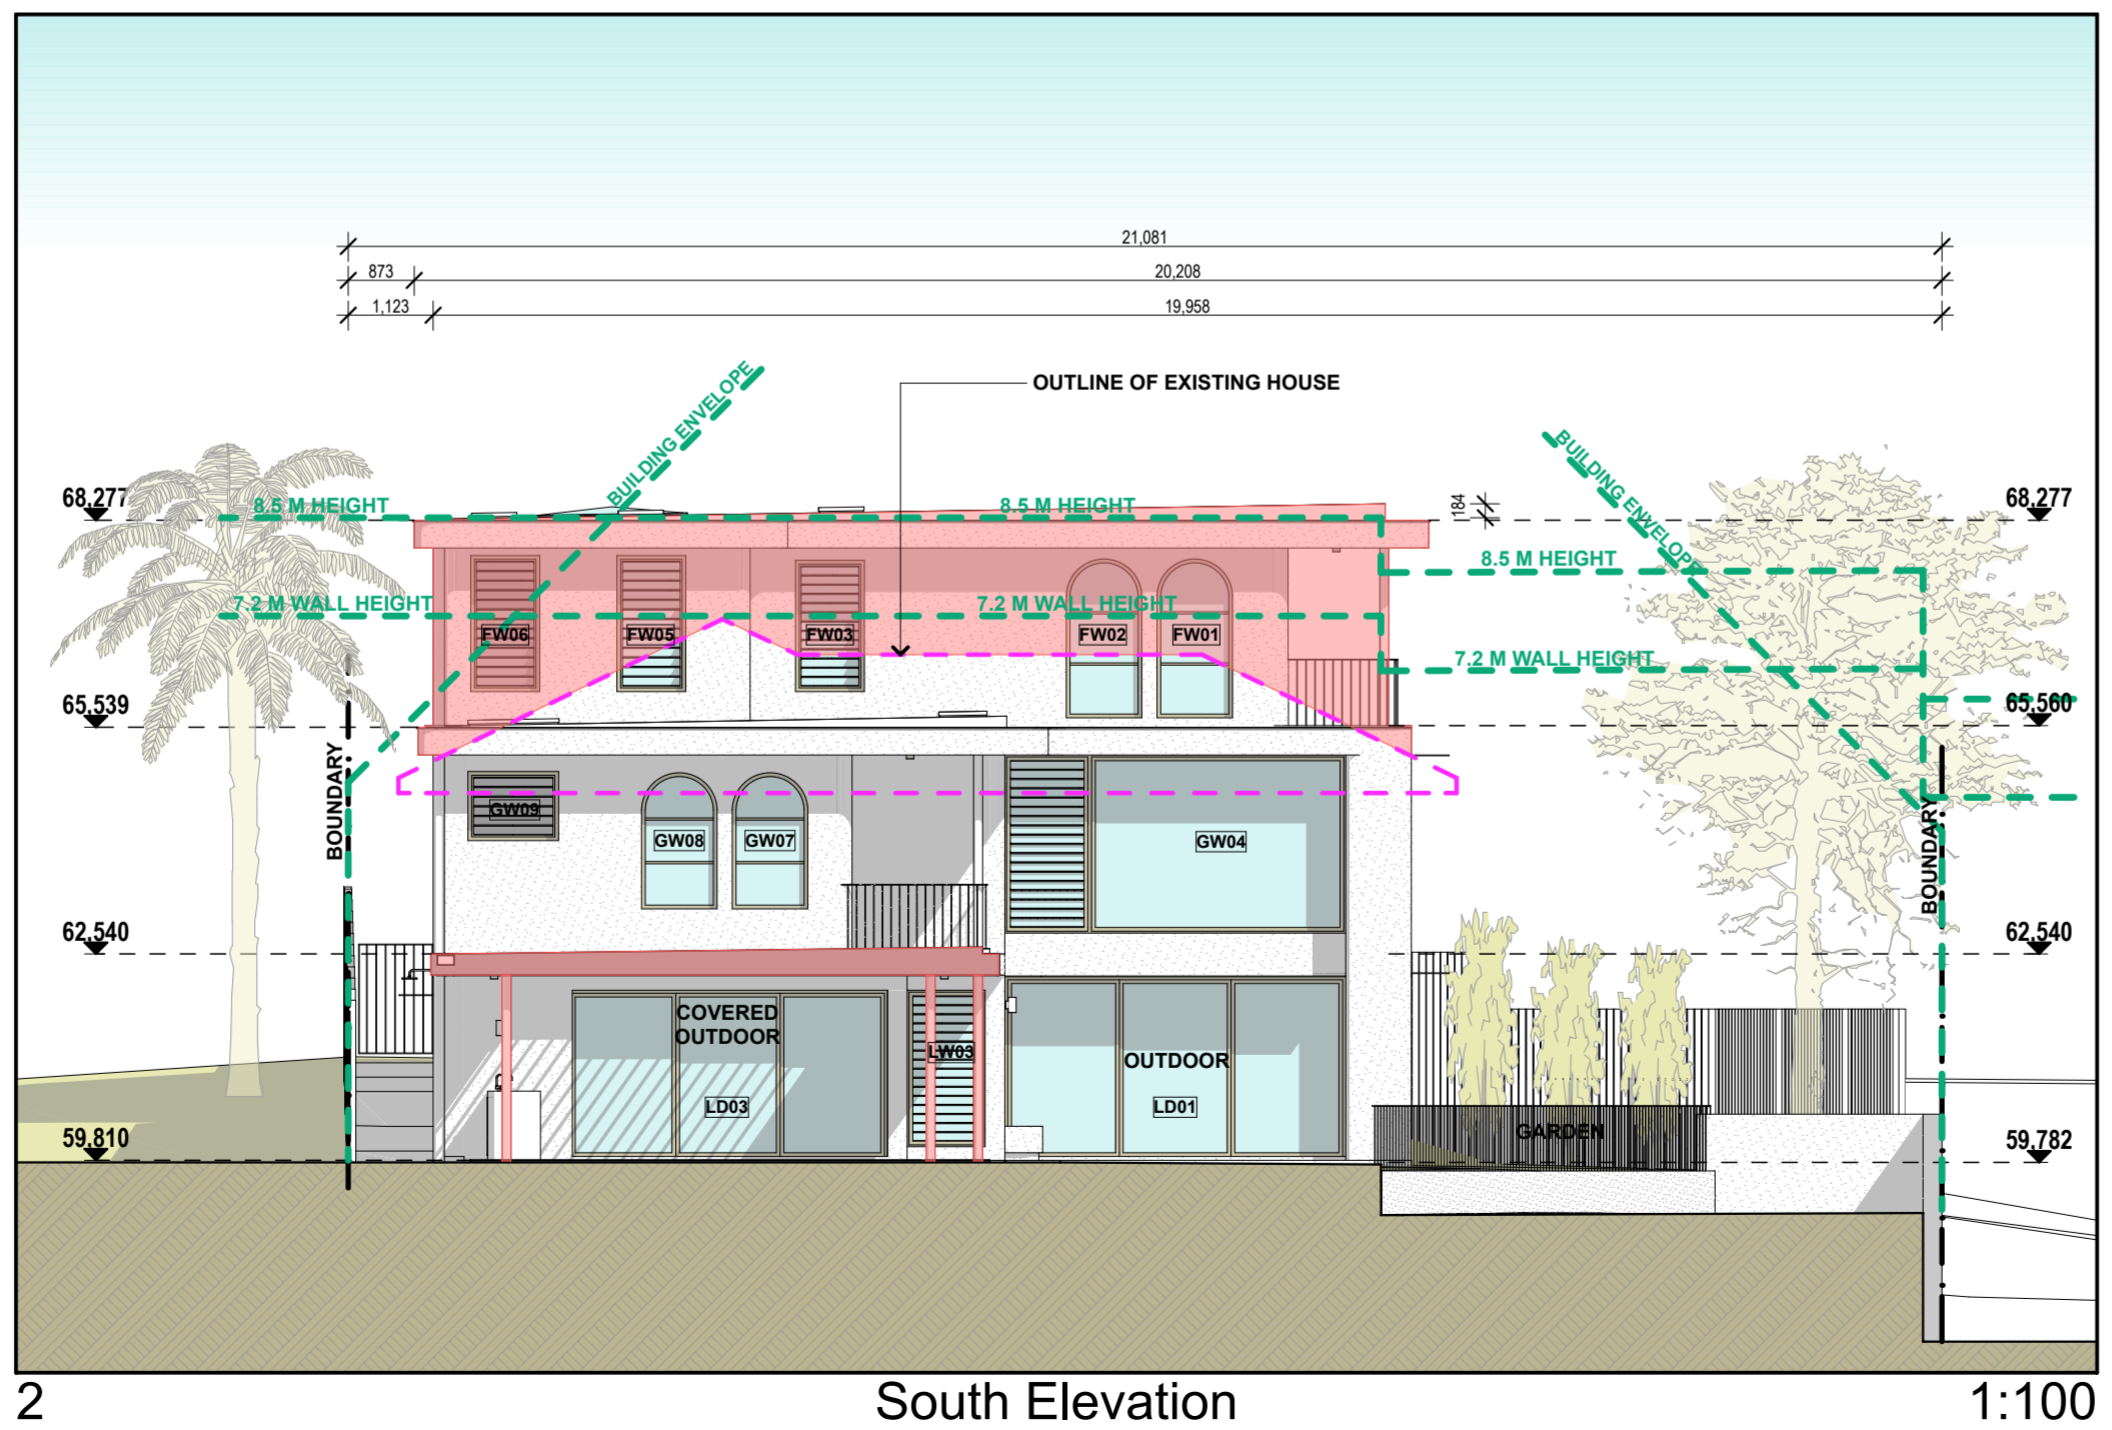 21,081
873
20,208
1,123
19,958
OUTLINE OF EXISTING HOUSE
BUILDING ENVELOPE
BUILDING ENVELOPE
68,277
8.5 M HEIGHT
8.5 M HEIGHT
184
68,277
8.5 M HEIGHT
7.2 M WALL HEIGHT
7.2 M WALL HEIGHT
FW06
FW05
FW03
FW02
FW01
7.2 M WALL HEIGHT
65,539
65,560
BOUNDARY
GW09
GW08
GW07
GW04
BOUNDARY
62,540
62,540
COVERED
OUTDOOR
LW03
OUTDOOR
LD03
LD01
GARDEN
59,810
59,782
2
South Elevation
1:100